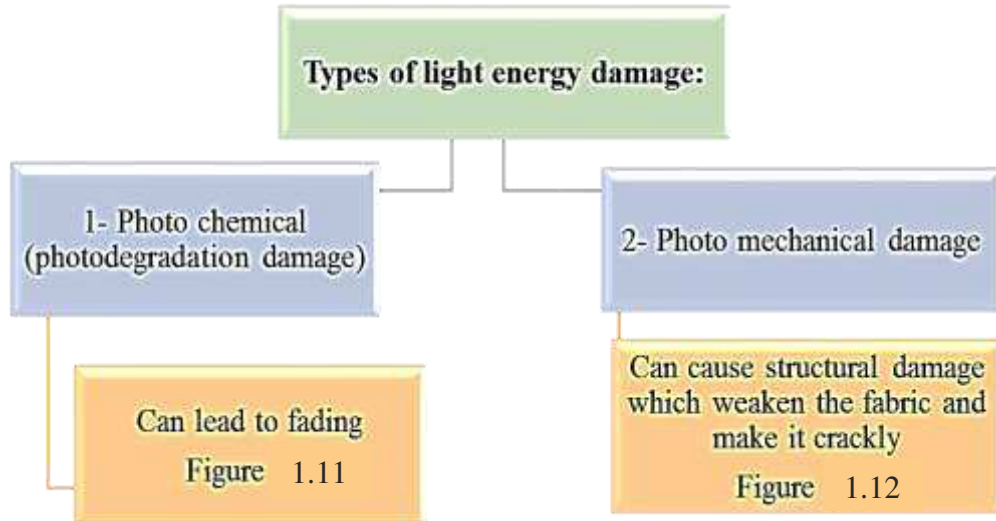 Types of light energy damage:
1- Photo chemical
(photodegradation damage)
Can lead to fading
Figure 1.11
2- Photo mechanical damage
Can cause structural damage
which weaken the fabric and
make it crackly
Figure 1.12